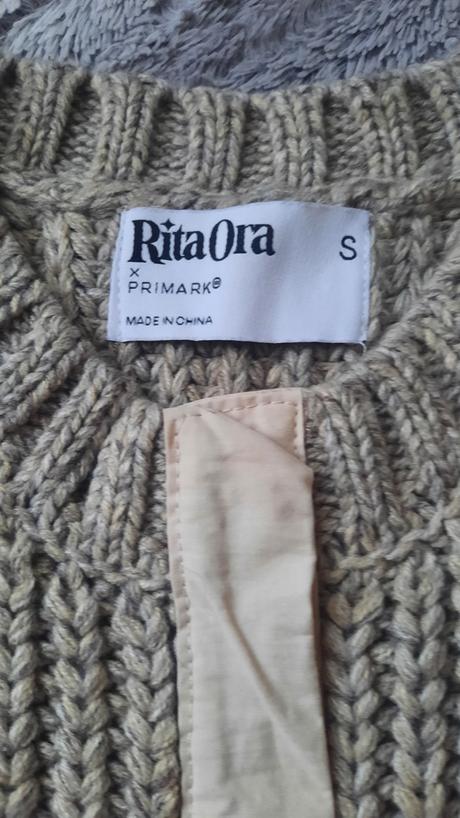 Rita Ora
S
x
PRIMARK®
MADE IN CHINA